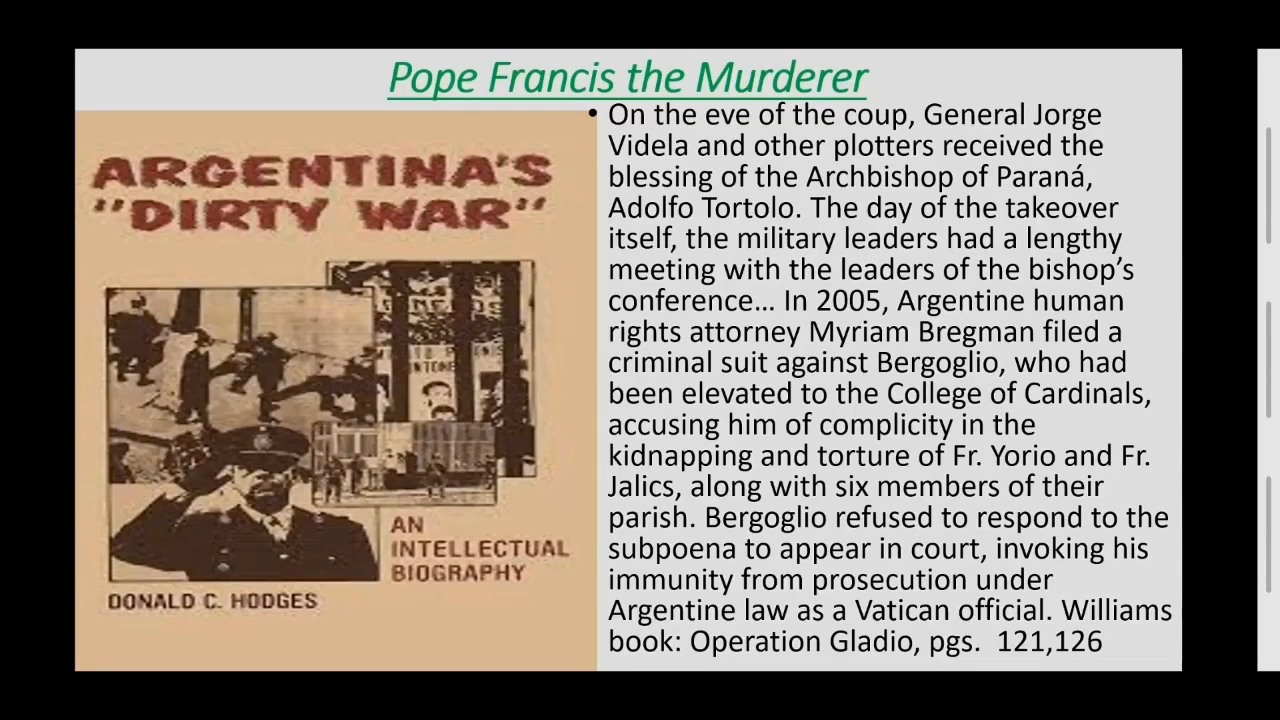 Pope Francis the Murderer
ARGENTINA'S
"DIRTY WAR"
AN
INTELLECTUAL
BIOGRAPHY
DONALD C. HODGES
• On the eve of the coup, General Jorge
Videla and other plotters received the
blessing of the Archbishop of Paraná,
Adolfo Tortolo. The day of the takeover
itself, the military leaders had a lengthy
meeting with the leaders of the bishop's
conference... In 2005, Argentine human
rights attorney Myriam Bregman filed a
criminal suit against Bergoglio, who had
been elevated to the College of Cardinals,
accusing him of complicity in the
kidnapping and torture of Fr. Yorio and Fr.
Jalics, along with six members of their
parish. Bergoglio refused to respond to the
subpoena to appear in court, invoking his
immunity from prosecution under
Argentine law as a Vatican official. Williams
book: Operation Gladio, pgs. 121,126